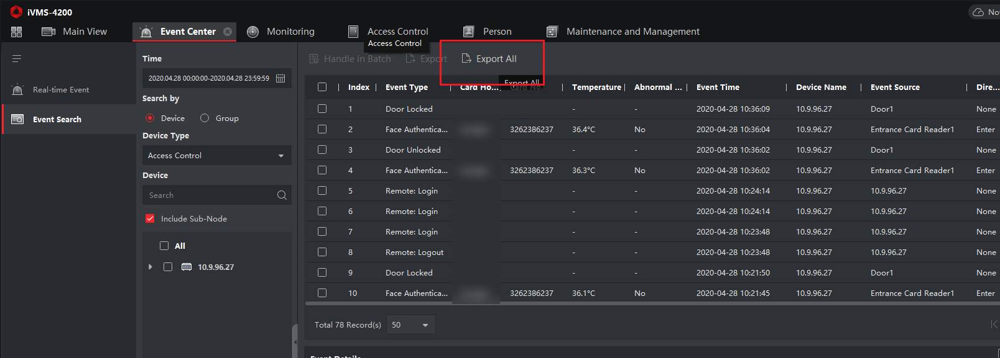 iVMS-4200
Main View
Event Center
Monitoring
Access Control
Person
Maintenance and Management
Access Control
Time
2020.04.28 00:00:00-2020.04.28 23:59:59
Search by
Device
Group
Device Type
Access Control
Device
Search
Include Sub-Node
All
10.9.96.27
Real-time Event
Event Search
Handle in Batch
Export
Export All
Export All
Index Event Type Card Ho... Card No. Temperature Abnormal ... Event Time Device Name Event Source Dire...
1 Door Locked - - 2020-04-28 10:36:09 10.9.96.27 Door1 None
2 Face Authentica... 3262386237 36.4°C No 2020-04-28 10:36:04 10.9.96.27 Entrance Card Reader1 Enter
3 Door Unlocked - - 2020-04-28 10:36:02 10.9.96.27 Door1 None
4 Face Authentica... 3262386237 36.3°C No 2020-04-28 10:36:02 10.9.96.27 Entrance Card Reader1 Enter
5 Remote: Login - - 2020-04-28 10:24:14 10.9.96.27 10.9.96.27 None
6 Remote: Login - - 2020-04-28 10:24:14 10.9.96.27 10.9.96.27 None
7 Remote: Login - - 2020-04-28 10:23:48 10.9.96.27 10.9.96.27 None
8 Remote: Logout - - 2020-04-28 10:23:48 10.9.96.27 10.9.96.27 None
9 Door Locked - - 2020-04-28 10:21:50 10.9.96.27 Door1 None
10 Face Authentica... 3262386237 36.1°C No 2020-04-28 10:21:45 10.9.96.27 Entrance Card Reader1 Enter
Total 78 Record(s) 50
Event Details